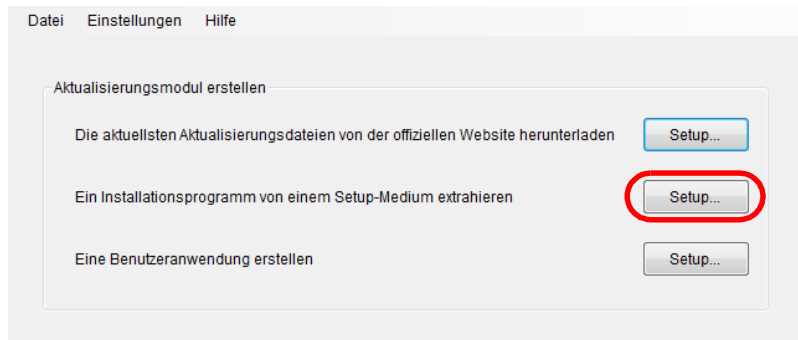 Datei Einstellungen Hilfe
Aktualisierungsmodul erstellen
Die aktuellsten Aktualisierungsdateien von der offiziellen Website herunterladen Setup...
Ein Installationsprogramm von einem Setup-Medium extrahieren Setup...
Eine Benutzeranwendung erstellen Setup...